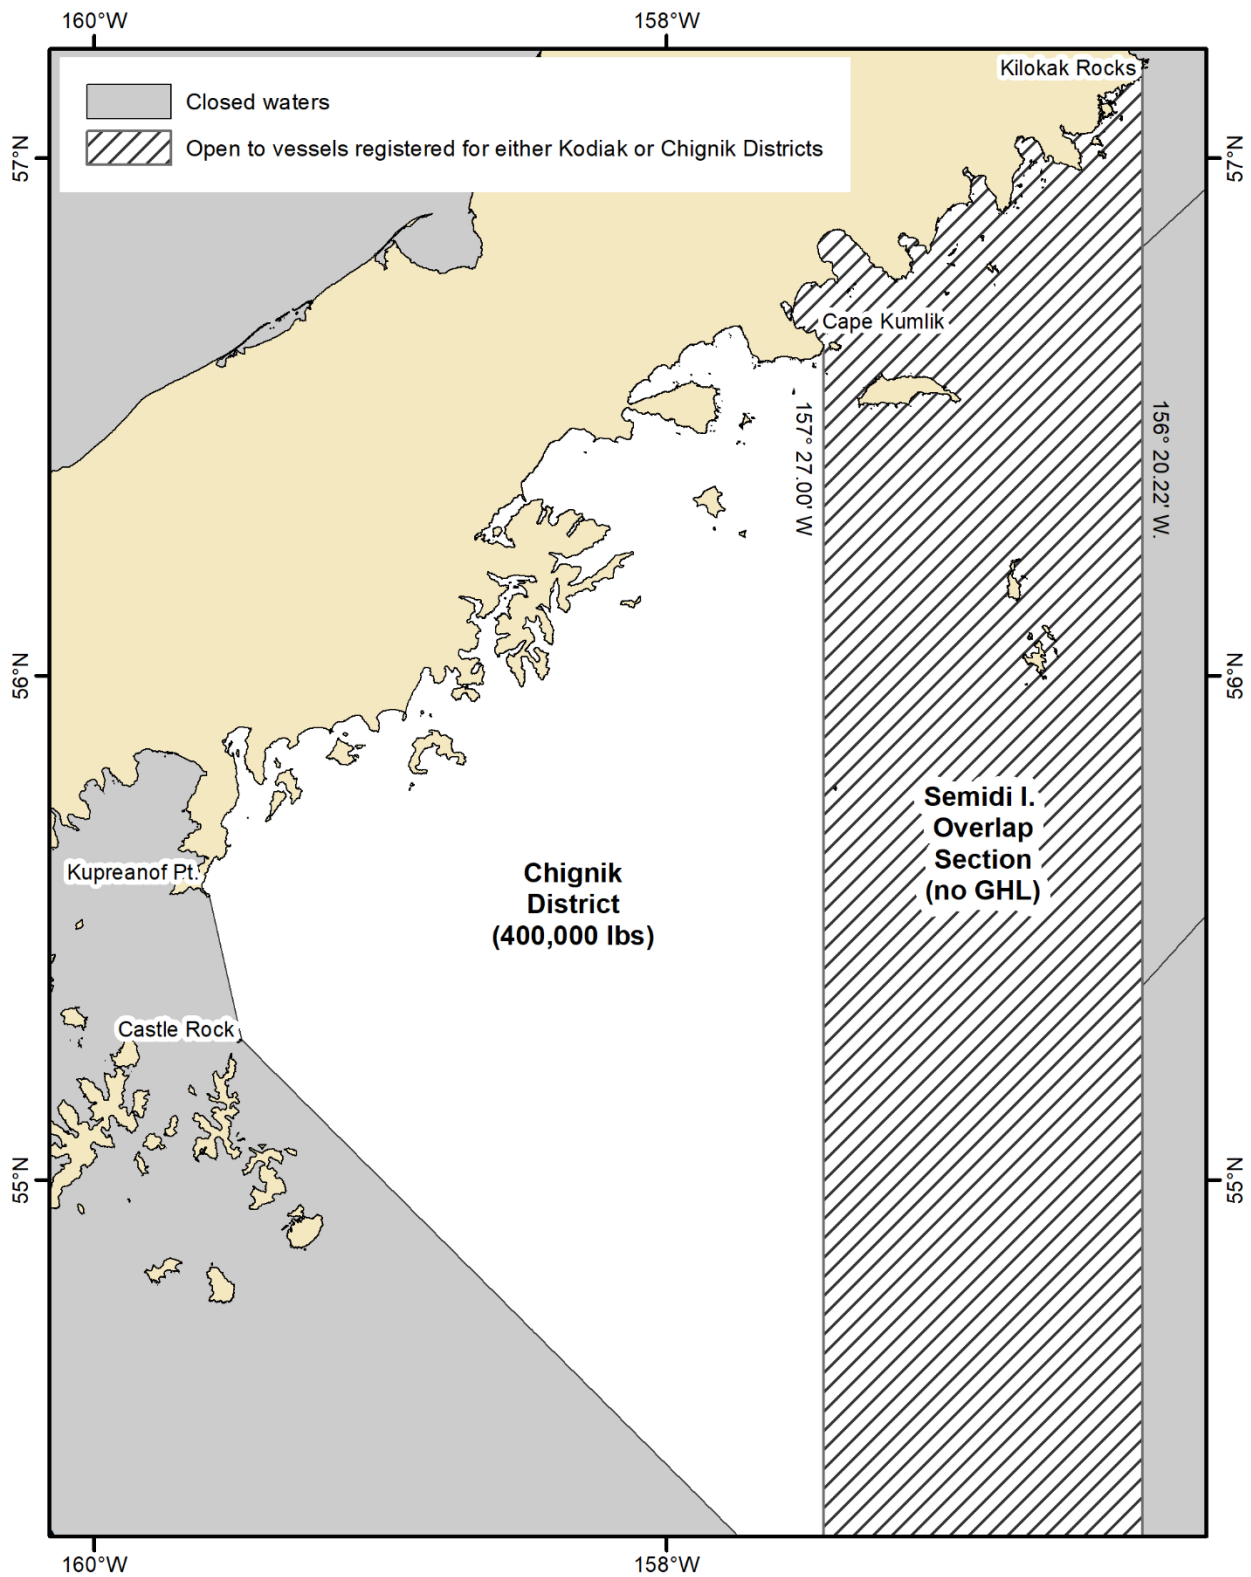 160°W
158°W
Kilokak Rocks
Closed waters
Open to vessels registered for either Kodiak or Chignik Districts
57°N
57°N
Cape Kumlik
157° 27.00' W
156° 20.22' W.
56°N
56°N
Semidi I.
Overlap
Section
(no GHL)
Kupreanof Pt.
Chignik
District
(400,000 lbs)
Castle Rock
55°N
55°N
160°W
158°W